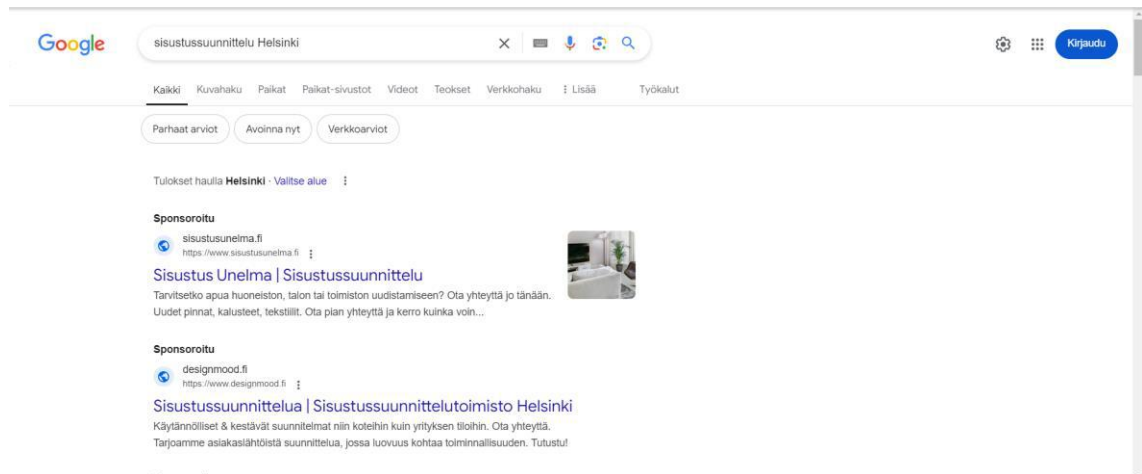 Google
sisustussuunnittelu Helsinki
Kirjaudu
Kaikki Kuvahaku Paikat Paikat-sivustot Videot Teokset Verkkohaku Lisää Työkalut
Parhaat arviot Avoinna nyt Verkkoarviot
Tulokset haulla Helsinki · Valitse alue
Sponsoroitu
sisustusunelma.fi
https://www.sisustusunelma.fi
Sisustus Unelma | Sisustussuunnittelu
Tarvitsetko apua huoneiston, talon tai toimiston uudistamiseen? Ota yhteyttä jo tänään.
Uudet pinnat, kalusteet, tekstiilit. Ota pian yhteyttä ja kerro kuinka voin...
Sponsoroitu
designmood.fi
https://www.designmood.fi
Sisustussuunnittelua | Sisustussuunnittelutoimisto Helsinki
Käytännölliset & kestävät suunnitelmat niin koteihin kuin yrityksen tiloihin. Ota yhteyttä.
Tarjoamme asiakaslähtöistä suunnittelua, jossa luovuus kohtaa toiminnallisuuden. Tutustu!